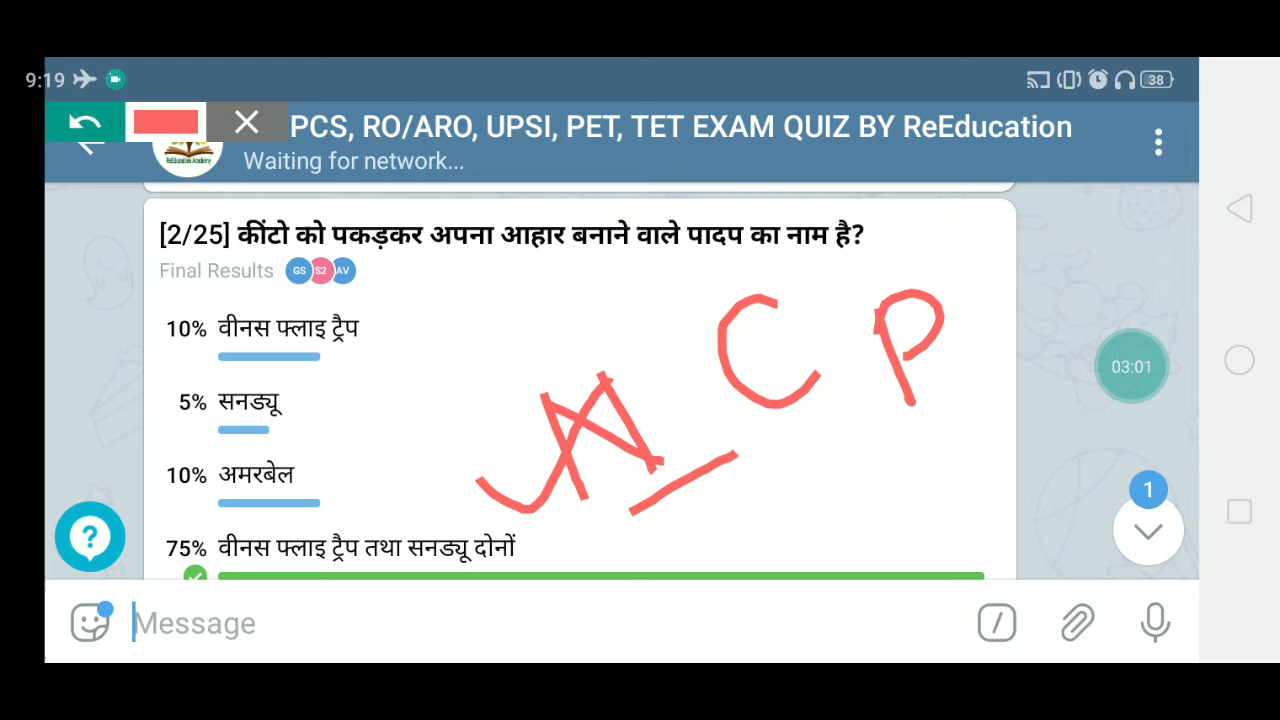 9:19
38
PCS, RO/ARO, UPSI, PET, TET EXAM QUIZ BY ReEducation
ReEducation Academy
Waiting for network...
[2/25] कींटो को पकड़कर अपना आहार बनाने वाले पादप का नाम है?
Final Results GS S2 AV
10% वीनस फ्लाइ ट्रैप
5% सनड्यू
10% अमरबेल
75% वीनस फ्लाइ ट्रैप तथा सनड्यू दोनों
C P
N
03:01
1
?
Message